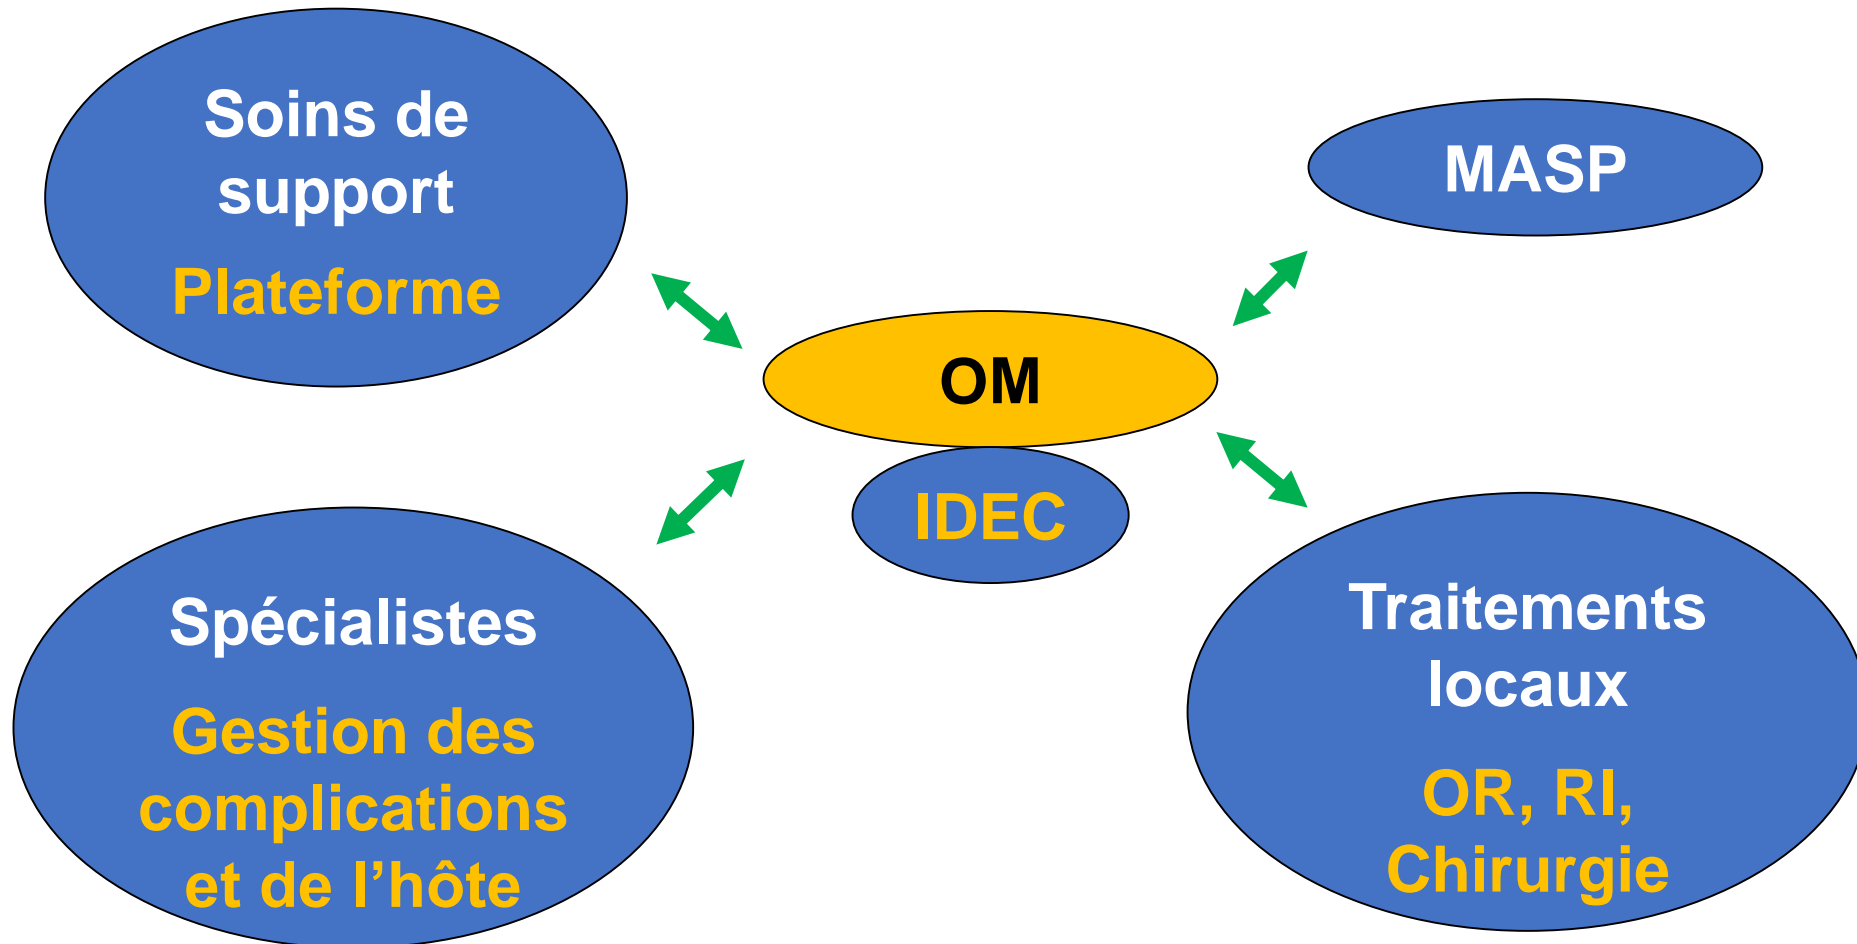 Soins de
support
Plateforme
MASP
OM
IDEC
Spécialistes
Gestion des
complications
et de l’hôte
Traitements
locaux
OR, RI,
Chirurgie